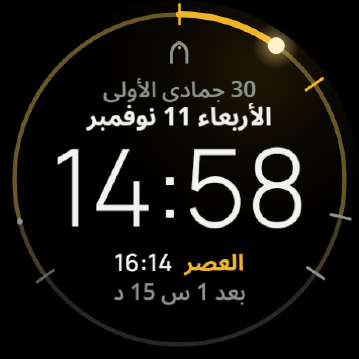 30 جمادى الأولى
الأربعاء 11 نوفمبر
14:58
العصر 16:14
بعد 1 س 15 د